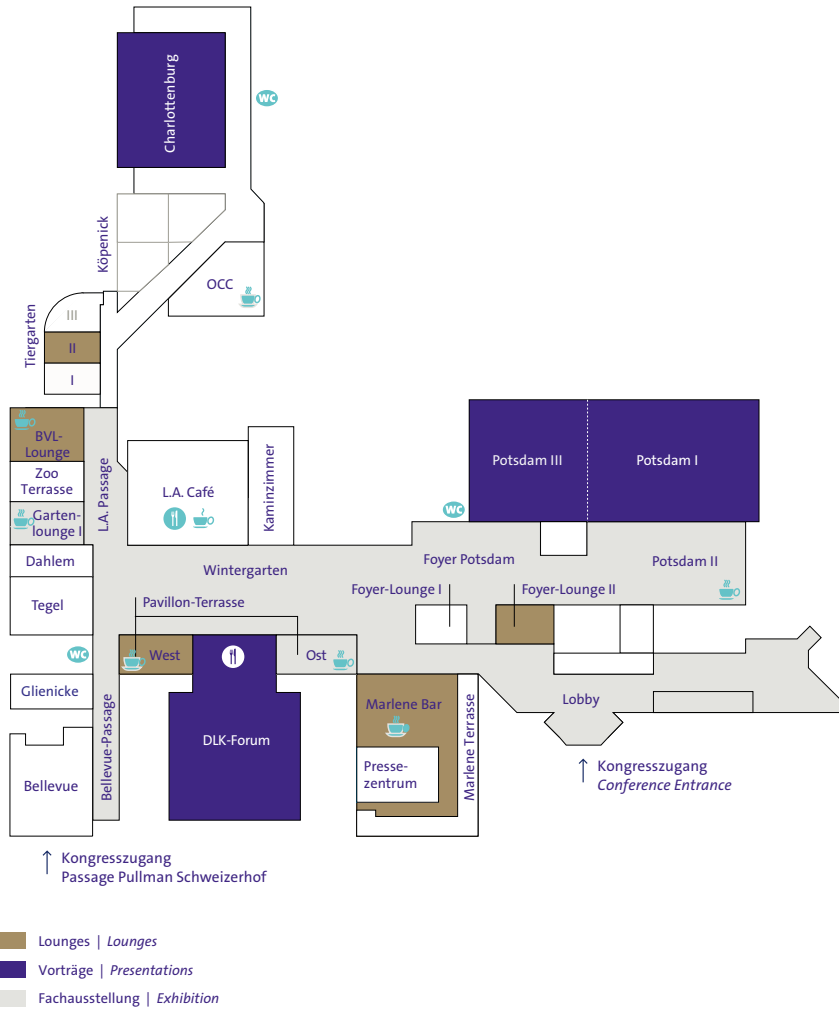 Charlottenburg
WC
Köpenick
OCC
Tiergarten
III
II
I
BVL-
Lounge
Zoo
Terrasse
Garten-
lounge I
L.A. Passage
L.A. Café
Kaminzimmer
Potsdam III
Potsdam I
WC
Dahlem
Wintergarten
Foyer Potsdam
Potsdam II
Tegel
Pavillon-Terrasse
Foyer-Lounge I
Foyer-Lounge II
WC
West
Ost
Glienicke
Bellevue-Passage
DLK-Forum
Marlene Bar
Marlene Terrasse
Lobby
Bellevue
Presse-
zentrum
Kongresszugang
Conference Entrance
Kongresszugang
Passage Pullman Schweizerhof
Lounges | Lounges
Vorträge | Presentations
Fachausstellung | Exhibition